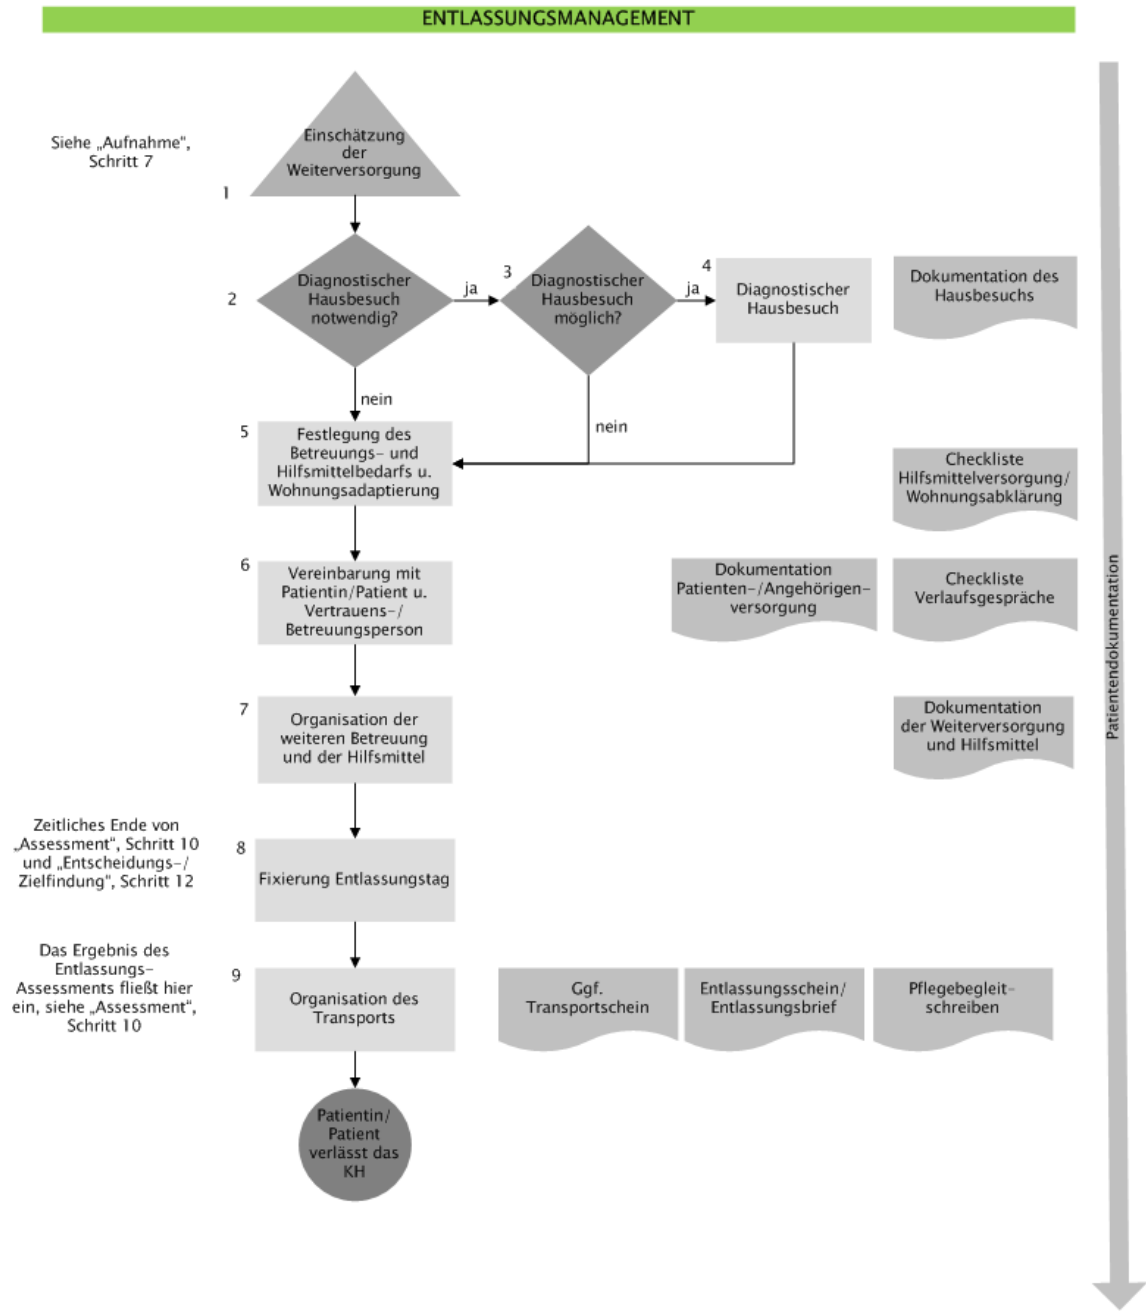 ENTLASSUNGSMANAGEMENT
Siehe „Aufnahme“,
Schritt 7
1
Einschätzung
der
Weiterversorgung
2
Diagnostischer
Hausbesuch
notwendig?
ja
3
Diagnostischer
Hausbesuch
möglich?
ja
4
Diagnostischer
Hausbesuch
Dokumentation des
Hausbesuchs
nein
nein
5
Festlegung des
Betreuungs- und
Hilfsmittelbedarfs u.
Wohnungsadaptierung
Checkliste
Hilfsmittelversorgung/
Wohnungsabklärung
6
Vereinbarung mit
Patientin/Patient u.
Vertrauens-/
Betreuungsperson
Dokumentation
Patienten-/Angehörigen-
versorgung
Checkliste
Verlaufsgespräche
7
Organisation der
weiteren Betreuung
und der Hilfsmittel
Dokumentation
der Weiterversorgung
und Hilfsmittel
Zeitliches Ende von
„Assessment“, Schritt 10
und „Entscheidungs-/
Zielfindung“, Schritt 12
8
Fixierung Entlassungstag
Das Ergebnis des
Entlassungs-
Assessments fließt hier
ein, siehe „Assessment“,
Schritt 10
9
Organisation des
Transports
Ggf.
Transportschein
Entlassungsschein/
Entlassungsbrief
Pflegebegleit-
schreiben
Patientin/
Patient
verlässt das
KH
Patientendokumentation